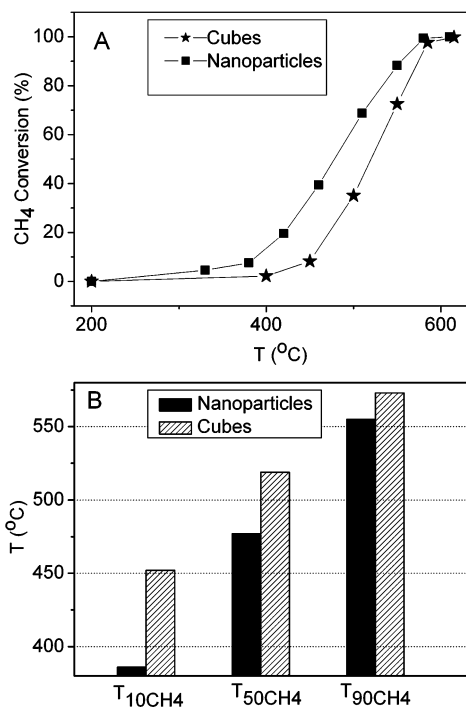 A
Cubes
Nanoparticles
100
80
60
40
20
0
CH4 Conversion (%)
200
400
600
T (°C)
B
Nanoparticles
Cubes
550
500
450
400
T (°C)
T10CH4
T50CH4
T90CH4